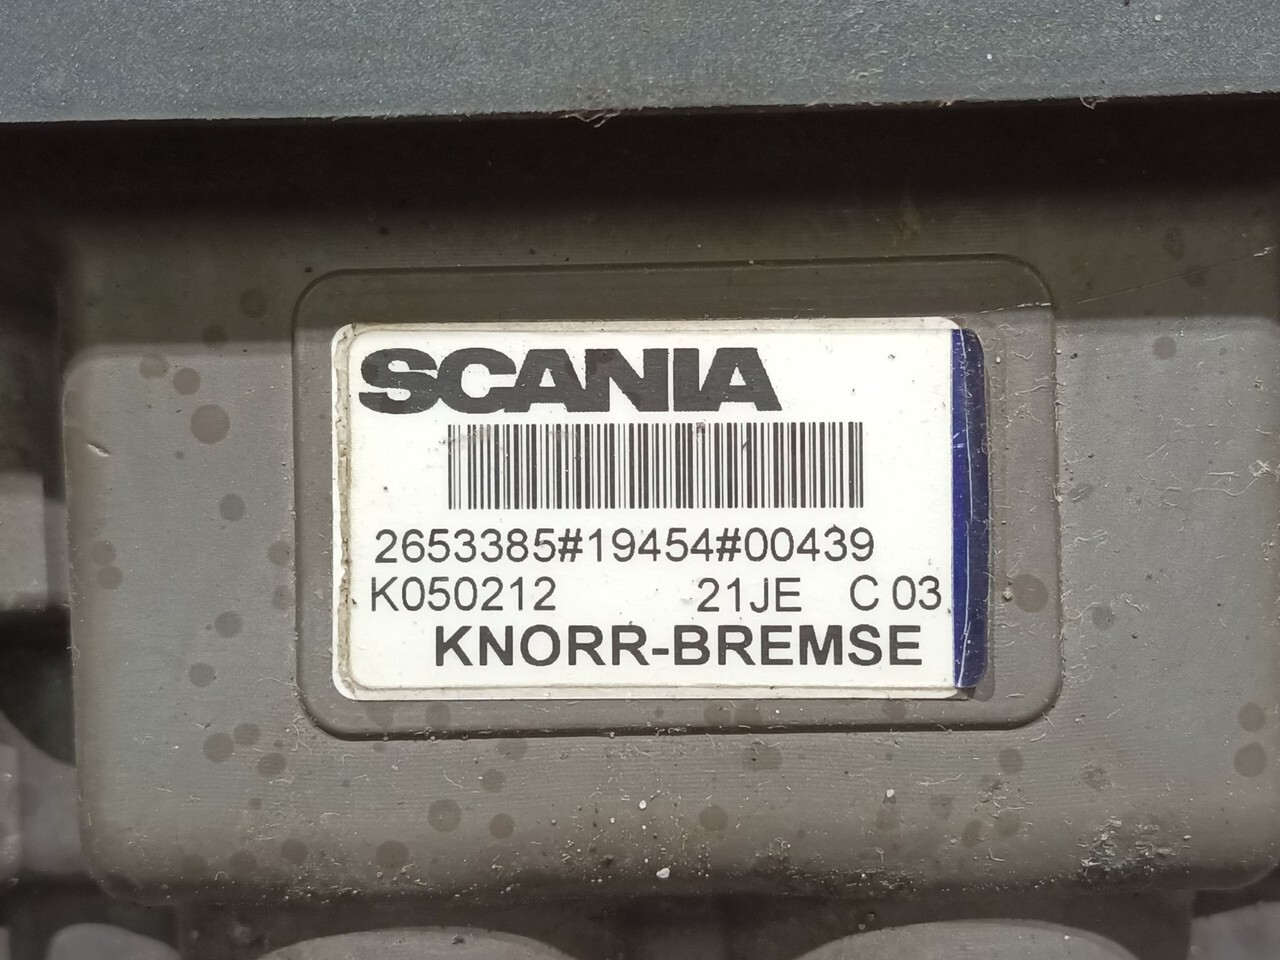 SCANIA
2653385#19454#00439
K050212 21JE C 03
KNORR-BREMSE